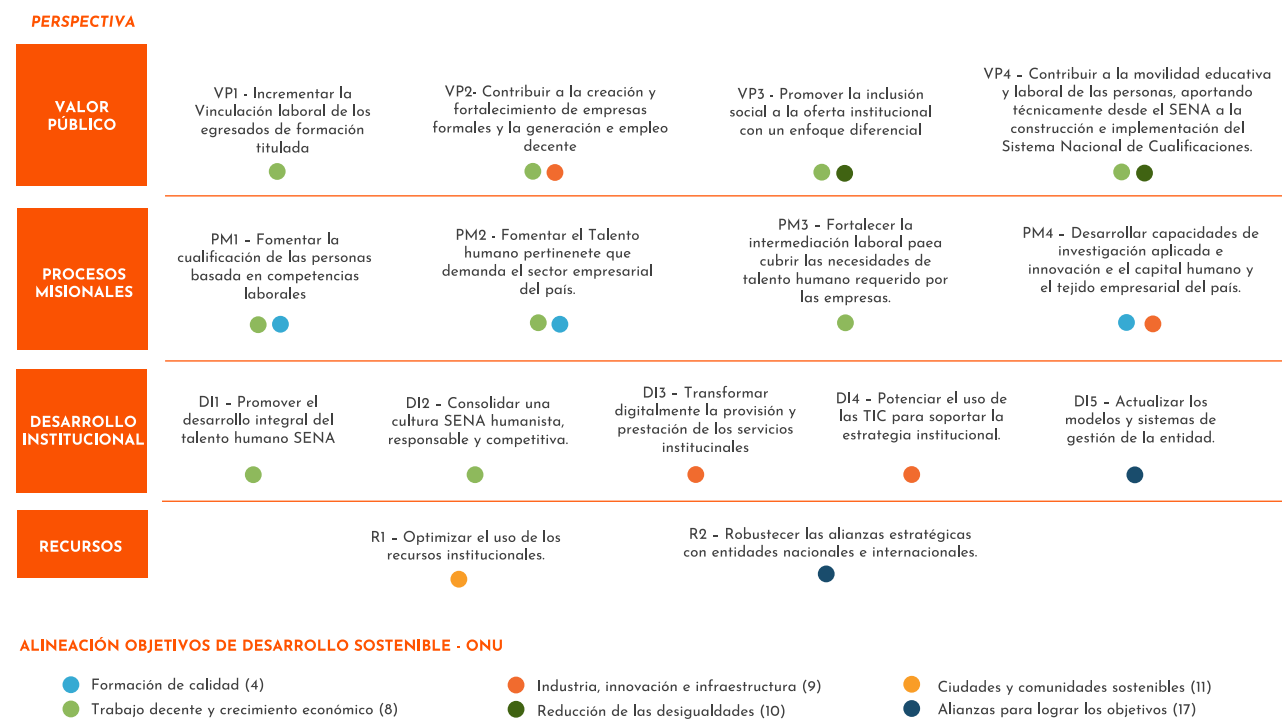 PERSPECTIVA
VALOR
PÚBLICO
VP1 - Incrementar la
Vinculación laboral de los
egresados de formación
titulada
VP2- Contribuir a la creación y
fortalecimiento de empresas
formales y la generación e empleo
decente
VP3 - Promover la inclusión
social a la oferta institucional
con un enfoque diferencial
VP4 - Contribuir a la movilidad educativa
y laboral de las personas, aportando
técnicamente desde el SENA a la
construcción e implementación del
Sistema Nacional de Cualificaciones.
PROCESOS
MISIONALES
PM1 - Fomentar la
cualificación de las personas
basada en competencias
laborales
PM2 - Fomentar el Talento
humano pertinenete que
demanda el sector empresarial
del país.
PM3 - Fortalecer la
intermediación laboral paea
cubrir las necesidades de
talento humano requerido por
las empresas.
PM4 - Desarrollar capacidades de
investigación aplicada e
innovación e el capital humano y
el tejido empresarial del país.
DESARROLLO
INSTITUCIONAL
DI1 - Promover el
desarrollo integral del
talento humano SENA
DI2 - Consolidar una
cultura SENA humanista,
responsable y competitiva.
DI3 - Transformar
digitalmente la provisión y
prestación de los servicios
institucinales
DI4 - Potenciar el uso de
las TIC para soportar la
estrategia institucional.
DI5 - Actualizar los
modelos y sistemas de
gestión de la entidad.
RECURSOS
R1 - Optimizar el uso de los
recursos institucionales.
R2 - Robustecer las alianzas estratégicas
con entidades nacionales e internacionales.
ALINEACIÓN OBJETIVOS DE DESARROLLO SOSTENIBLE - ONU
Formación de calidad (4)
Trabajo decente y crecimiento económico (8)
Industria, innovación e infraestructura (9)
Reducción de las desigualdades (10)
Ciudades y comunidades sostenibles (11)
Alianzas para lograr los objetivos (17)